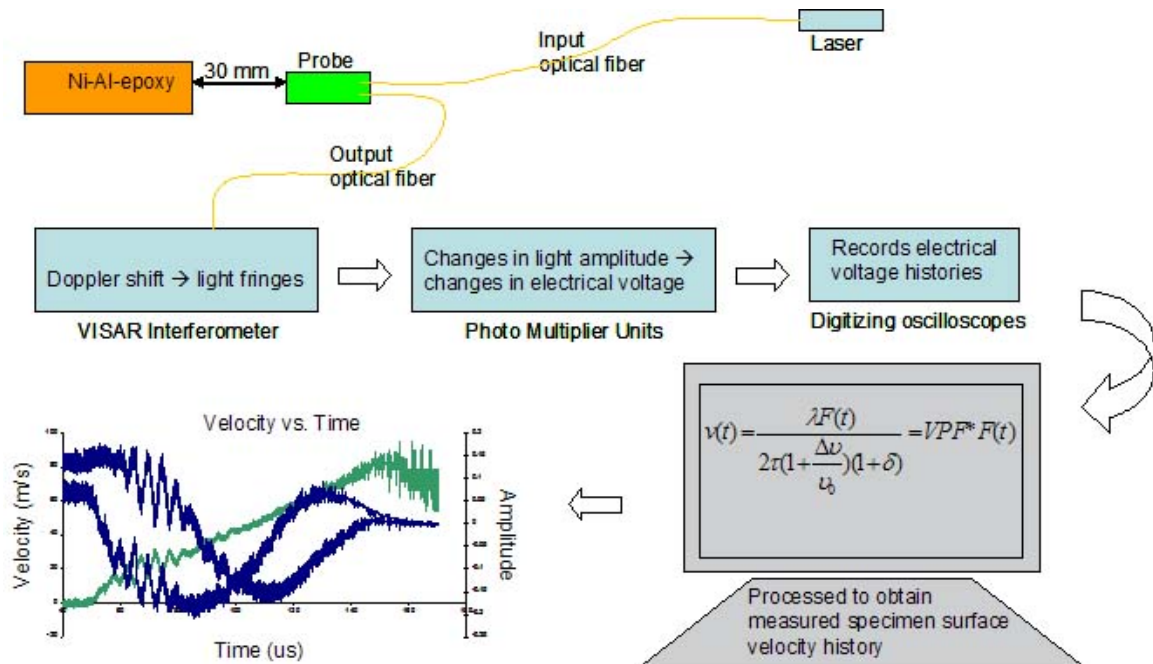 Input
optical fiber
Laser
Ni-Al-epoxy
30 mm
Probe
Output
optical fiber
Doppler shift → light fringes
VISAR Interferometer
Changes in light amplitude →
changes in electrical voltage
Photo Multiplier Units
Records electrical
voltage histories
Digitizing oscilloscopes
v(t) = λF(t) / 2τ(1+Δυ/υ₀)(1+δ) = VPF* F(t)
Processed to obtain
measured specimen surface
velocity history
Velocity vs. Time
Velocity (m/s)
Amplitude
Time (us)